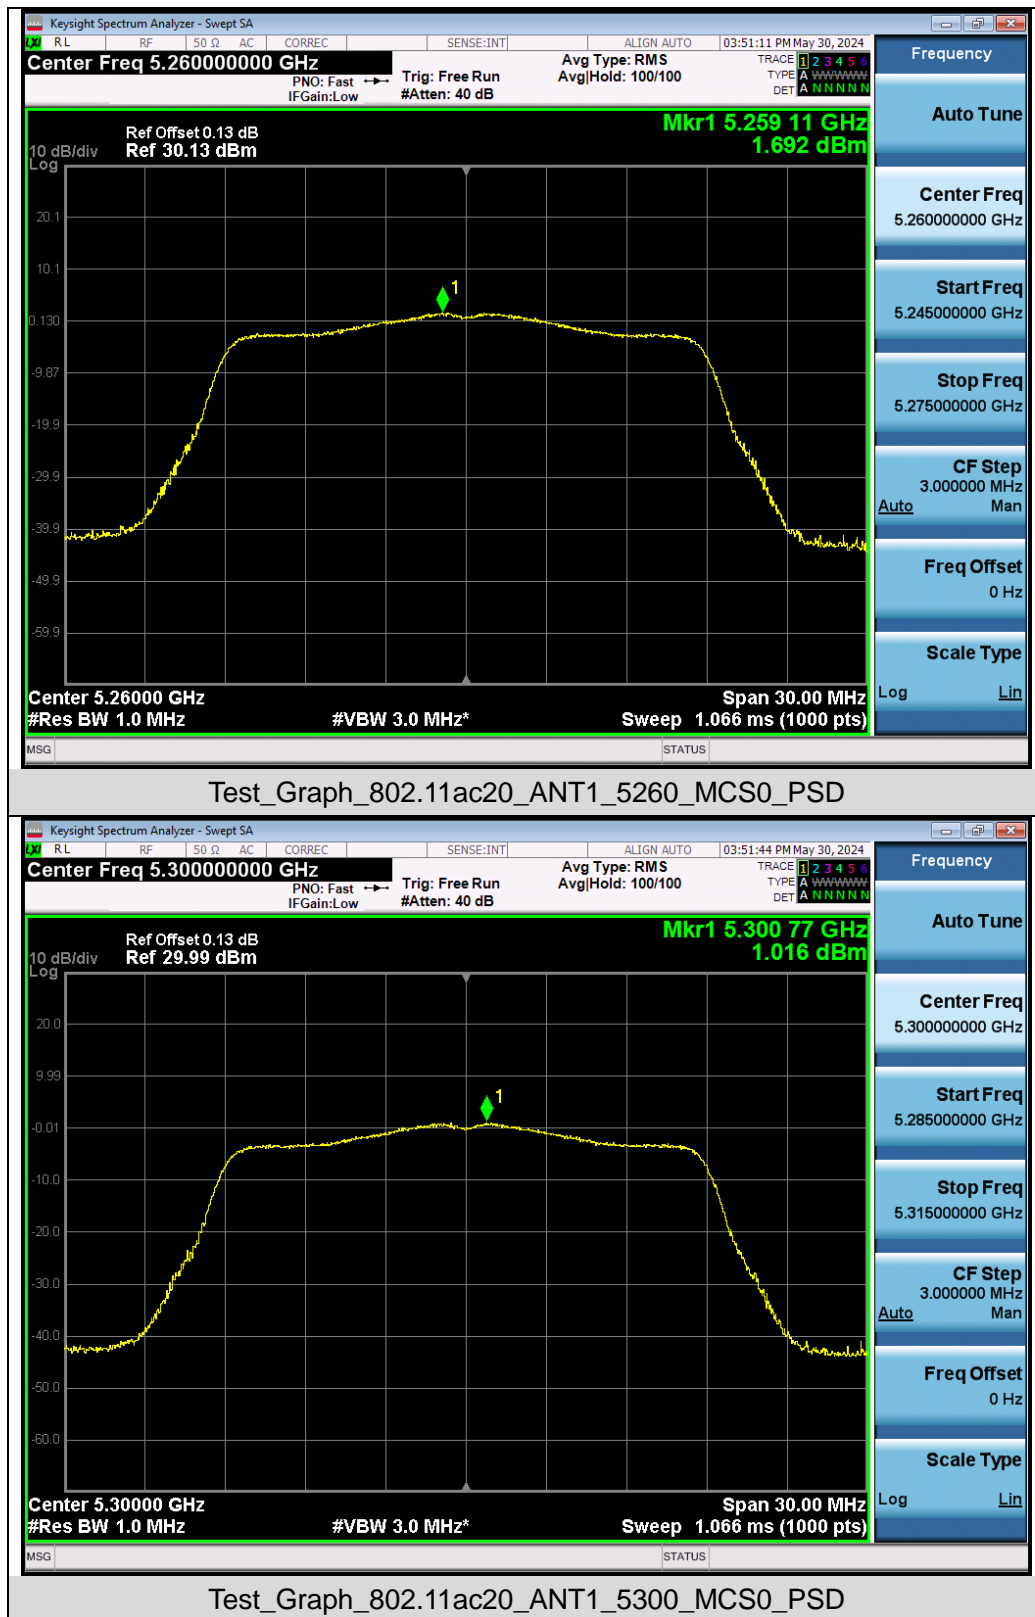 Keysight Spectrum Analyzer - Swept SA
LXI RL RF 50 Ω AC CORREC SENSE:INT ALIGN AUTO 03:51:11 PM May 30, 2024
Center Freq 5.260000000 GHz
PNO: Fast
IFGain:Low
Trig: Free Run
#Atten: 40 dB
Avg Type: RMS
Avg|Hold: 100/100
TRACE 1 2 3 4 5 6
TYPE A WWWWW
DET A N N N N N
Ref Offset 0.13 dB
10 dB/div Ref 30.13 dBm
Log
Mkr1 5.259 11 GHz
1.692 dBm
20.1
10.1
0.130
-9.87
-19.9
-29.9
-39.9
-49.9
-59.9
1
Center 5.26000 GHz Span 30.00 MHz
#Res BW 1.0 MHz #VBW 3.0 MHz* Sweep 1.066 ms (1000 pts)
MSG STATUS
Frequency
Auto Tune
Center Freq
5.260000000 GHz
Start Freq
5.245000000 GHz
Stop Freq
5.275000000 GHz
CF Step
3.000000 MHz
Auto Man
Freq Offset
0 Hz
Scale Type
Log Lin
Test_Graph_802.11ac20_ANT1_5260_MCS0_PSD
Keysight Spectrum Analyzer - Swept SA
LXI RL RF 50 Ω AC CORREC SENSE:INT ALIGN AUTO 03:51:44 PM May 30, 2024
Center Freq 5.300000000 GHz
PNO: Fast
IFGain:Low
Trig: Free Run
#Atten: 40 dB
Avg Type: RMS
Avg|Hold: 100/100
TRACE 1 2 3 4 5 6
TYPE A WWWWW
DET A N N N N N
Ref Offset 0.13 dB
10 dB/div Ref 29.99 dBm
Log
Mkr1 5.300 77 GHz
1.016 dBm
20.0
9.99
-0.01
-10.0
-20.0
-30.0
-40.0
-50.0
-60.0
1
Center 5.30000 GHz Span 30.00 MHz
#Res BW 1.0 MHz #VBW 3.0 MHz* Sweep 1.066 ms (1000 pts)
MSG STATUS
Frequency
Auto Tune
Center Freq
5.300000000 GHz
Start Freq
5.285000000 GHz
Stop Freq
5.315000000 GHz
CF Step
3.000000 MHz
Auto Man
Freq Offset
0 Hz
Scale Type
Log Lin
Test_Graph_802.11ac20_ANT1_5300_MCS0_PSD